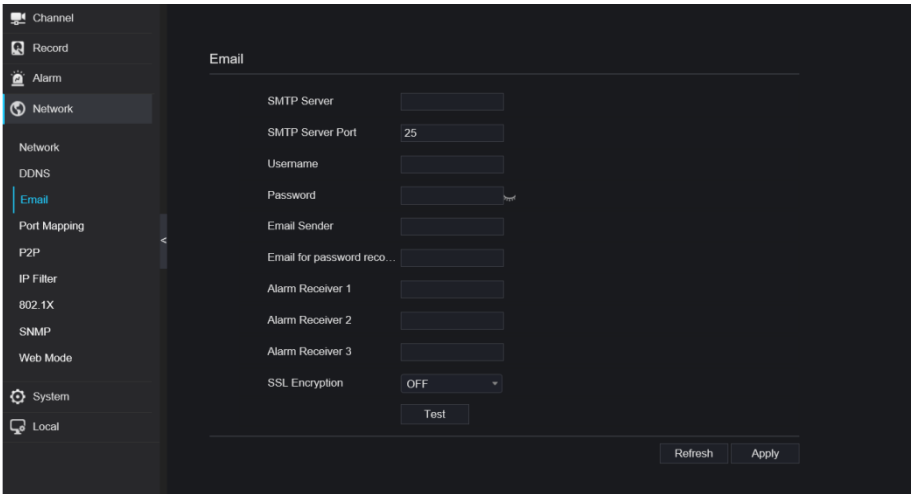 Channel
Record
Alarm
Network
Network
DDNS
Email
Port Mapping
P2P
IP Filter
802.1X
SNMP
Web Mode
System
Local
<
Email
SMTP Server
SMTP Server Port 25
Username
Password
Email Sender
Email for password reco...
Alarm Receiver 1
Alarm Receiver 2
Alarm Receiver 3
SSL Encryption OFF
Test
Refresh Apply